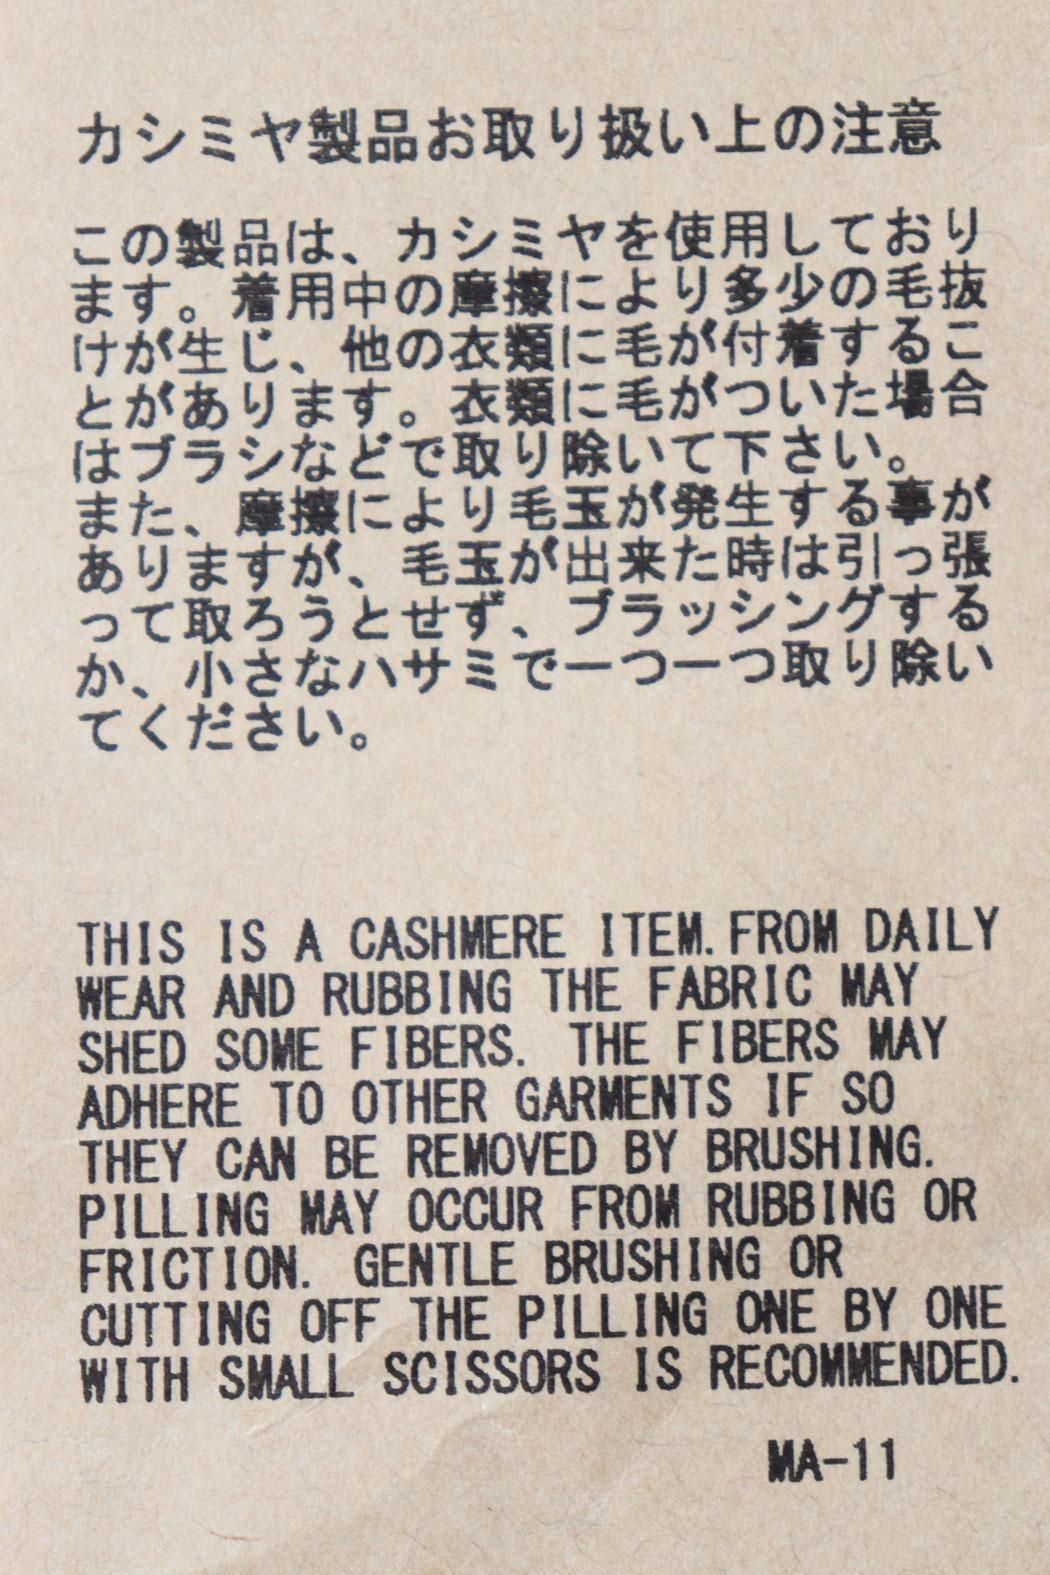 カシミヤ製品お取り扱い上の注意
この製品は、カシミヤを使用しており
ます。着用中の摩擦により多少の毛抜
けが生じ、他の衣類に毛が付着するこ
とがあります。衣類に毛がついた場合
はブラシなどで取り除いて下さい。
また、摩擦により毛玉が発生する事が
ありますが、毛玉が出来た時は引っ張
って取ろうとせず、ブラッシングする
か、小さなハサミで一つ一つ取り除い
てください。
THIS IS A CASHMERE ITEM. FROM DAILY
WEAR AND RUBBING THE FABRIC MAY
SHED SOME FIBERS. THE FIBERS MAY
ADHERE TO OTHER GARMENTS IF SO
THEY CAN BE REMOVED BY BRUSHING.
PILLING MAY OCCUR FROM RUBBING OR
FRICTION. GENTLE BRUSHING OR
CUTTING OFF THE PILLING ONE BY ONE
WITH SMALL SCISSORS IS RECOMMENDED.
MA-11